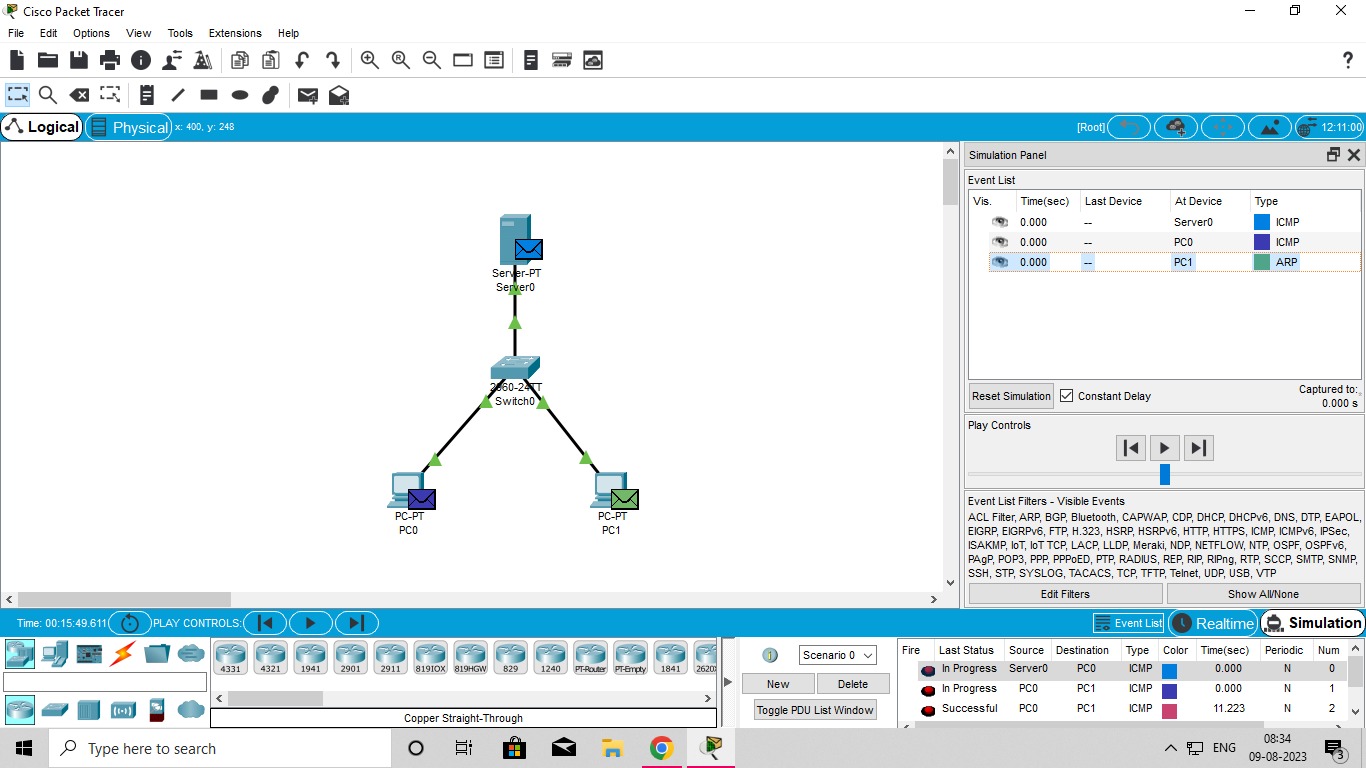 Cisco Packet Tracer
File Edit Options View Tools Extensions Help
?
Logical Physical x: 400, y: 248 [Root] 12:11:00
Simulation Panel
Event List
Vis. Time(sec) Last Device At Device Type
0.000 -- Server0 ICMP
0.000 -- PC0 ICMP
0.000 -- PC1 ARP
Server-PT
Server0
2960-24TT
Switch0
PC-PT
PC0
PC-PT
PC1
Reset Simulation Constant Delay
Captured to:
0.000 s
Play Controls
Event List Filters - Visible Events
ACL Filter, ARP, BGP, Bluetooth, CAPWAP, CDP, DHCP, DHCPv6, DNS, DTP, EAPOL,
EIGRP, EIGRPv6, FTP, H.323, HSRP, HSRPv6, HTTP, HTTPS, ICMP, ICMPv6, IPSec,
ISAKMP, IoT, IoT TCP, LACP, LLDP, Meraki, NDP, NETFLOW, NTP, OSPF, OSPFv6,
PAgP, POP3, PPP, PPPoED, PTP, RADIUS, REP, RIP, RIPng, RTP, SCCP, SMTP, SNMP,
SSH, STP, SYSLOG, TACACS, TCP, TFTP, Telnet, UDP, USB, VTP
Edit Filters Show All/None
Time: 00:15:49.611 PLAY CONTROLS: Event List Realtime Simulation
4331 4321 1941 2901 2911 819IOX 819HGW 829 1240 PT-Router PT-Empty 1841 2620X
Copper Straight-Through
Scenario 0
New Delete
Toggle PDU List Window
Fire Last Status Source Destination Type Color Time(sec) Periodic Num
In Progress Server0 PC0 ICMP 0.000 N 0
In Progress PC0 PC1 ICMP 0.000 N 1
Successful PC0 PC1 ICMP 11.223 N 2
Type here to search
ENG
08:34
09-08-2023
3